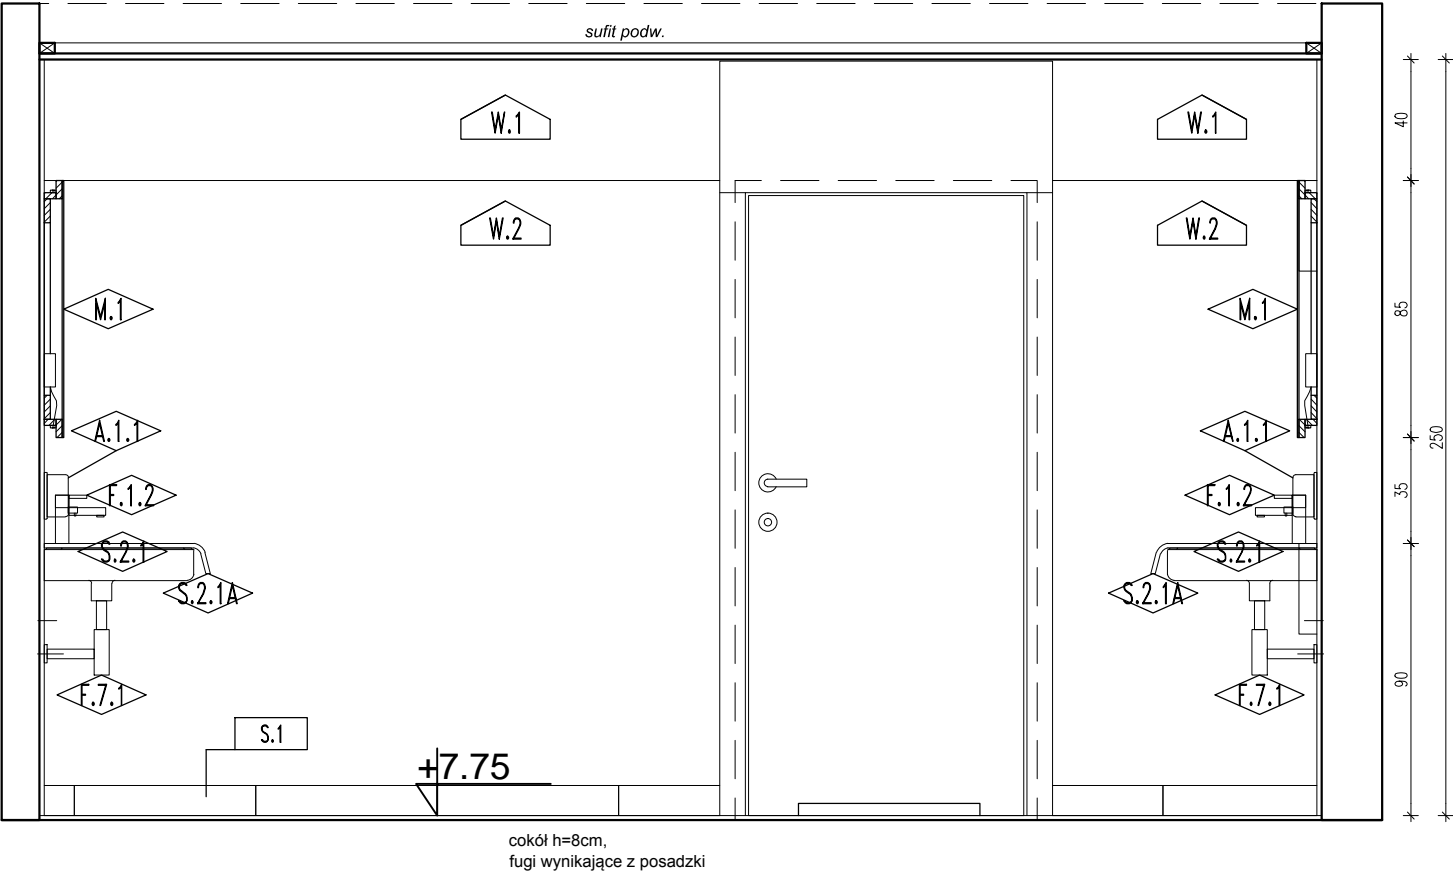 sufit podw.
W.1
W.1
40
W.2
W.2
M.1
M.1
85
A.1.1
A.1.1
250
F.1.2
F.1.2
35
S.2.1
S.2.1
S.2.1A
S.2.1A
F.7.1
F.7.1
90
S.1
+7.75
cokół h=8cm,
fugi wynikające z posadzki